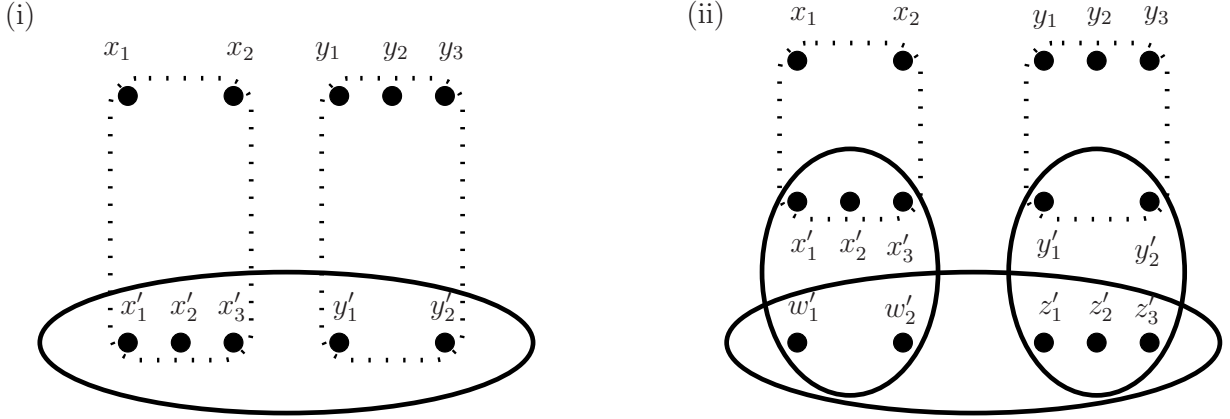 (i) (ii)
x₁ x₂ y₁ y₂ y₃ x₁ x₂ y₁ y₂ y₃
x′₁ x′₂ x′₃ y′₁ y′₂
x′₁ x′₂ x′₃ y′₁ y′₂ w′₁ w′₂ z′₁ z′₂ z′₃